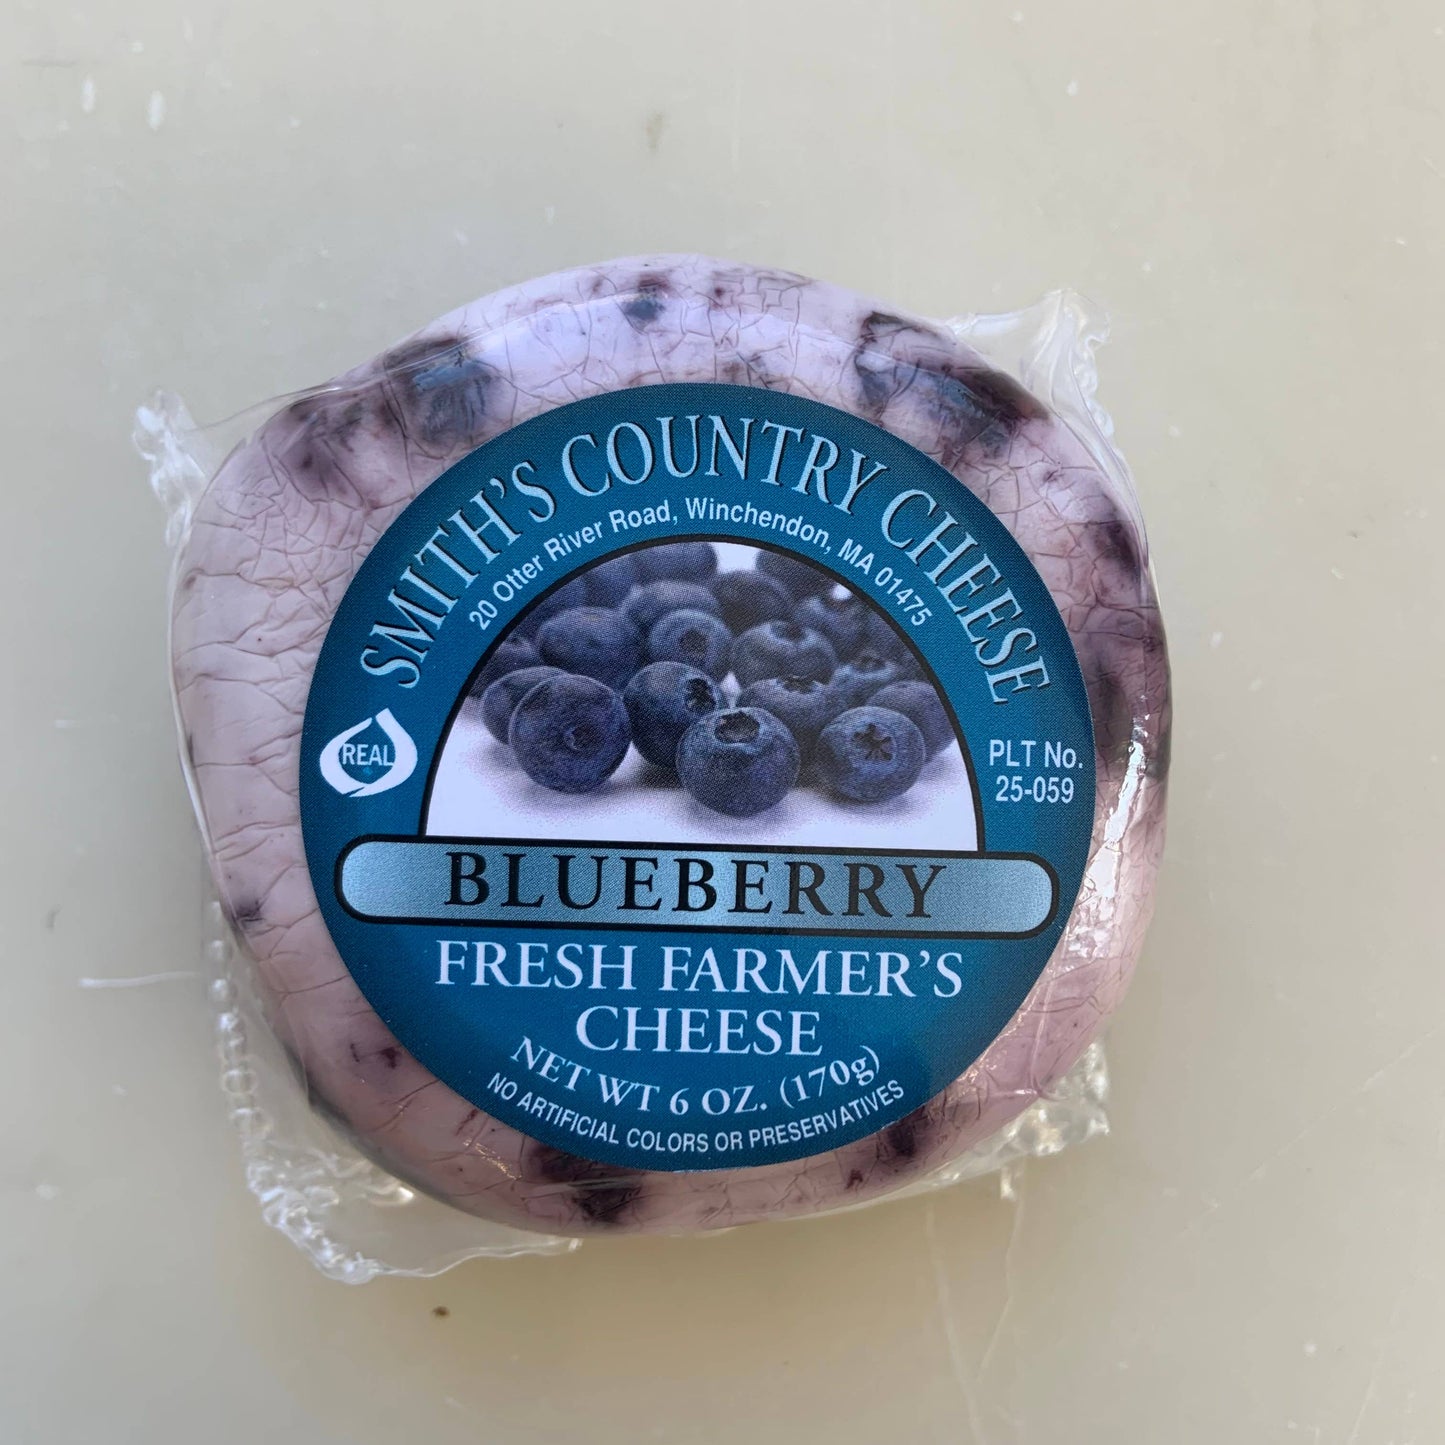 SMITH'S COUNTRY CHEESE
20 Otter River Road, Winchendon, MA 01475
REAL
PLT No.
25-059
BLUEBERRY
FRESH FARMER'S
CHEESE
NET WT 6 OZ. (170g)
NO ARTIFICIAL COLORS OR PRESERVATIVES